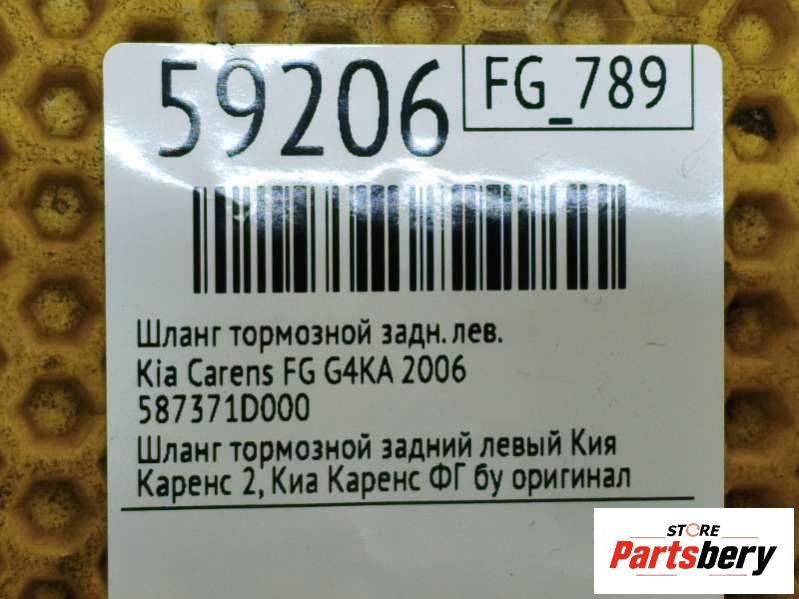 59206
FG_789
Шланг тормозной задн. лев.
Kia Carens FG G4KA 2006
587371D000
Шланг тормозной задний левый Кия
Каренс 2, Киа Каренс ФГ бу оригинал
STORE
Partsbery